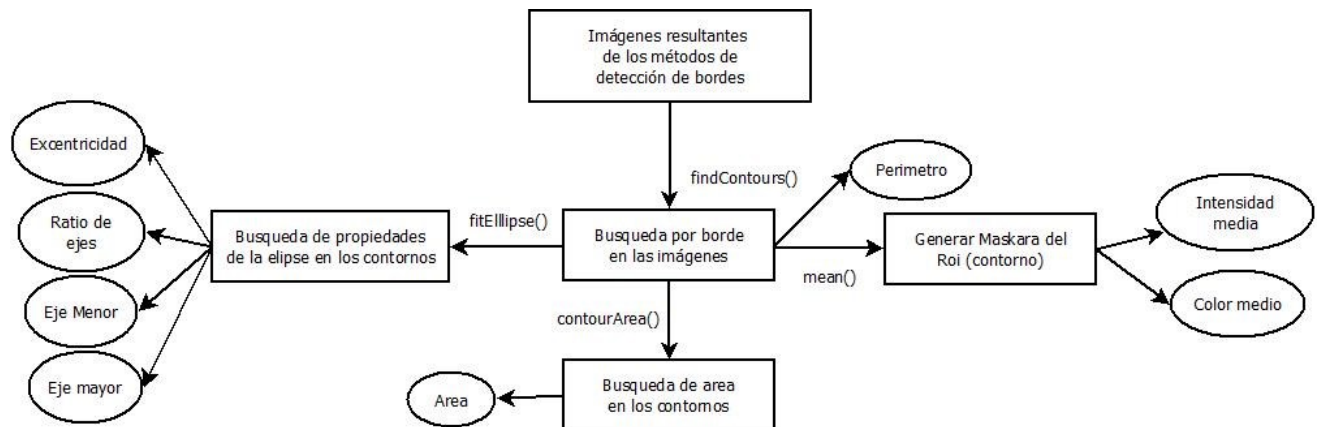 Imágenes resultantes
de los métodos de
detección de bordes
Excentricidad
findContours()
Perimetro
Ratio de
ejes
Busqueda de propiedades
de la elipse en los contornos
fitElllipse()
Busqueda por borde
en las imágenes
mean()
Generar Maskara del
Roi (contorno)
Intensidad
media
Eje Menor
contourArea()
Color medio
Eje mayor
Area
Busqueda de area
en los contornos